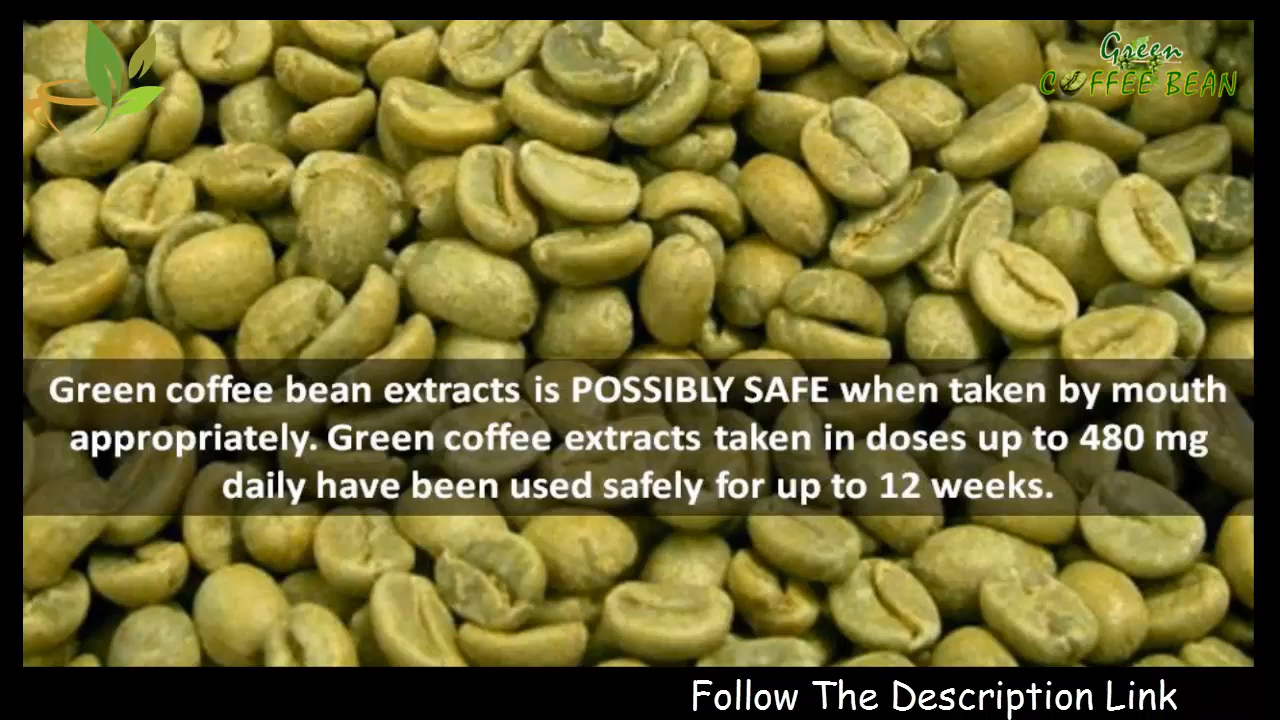 Green
COFFEE BEAN
Green coffee bean extracts is POSSIBLY SAFE when taken by mouth
appropriately. Green coffee extracts taken in doses up to 480 mg
daily have been used safely for up to 12 weeks.
Follow The Description Link